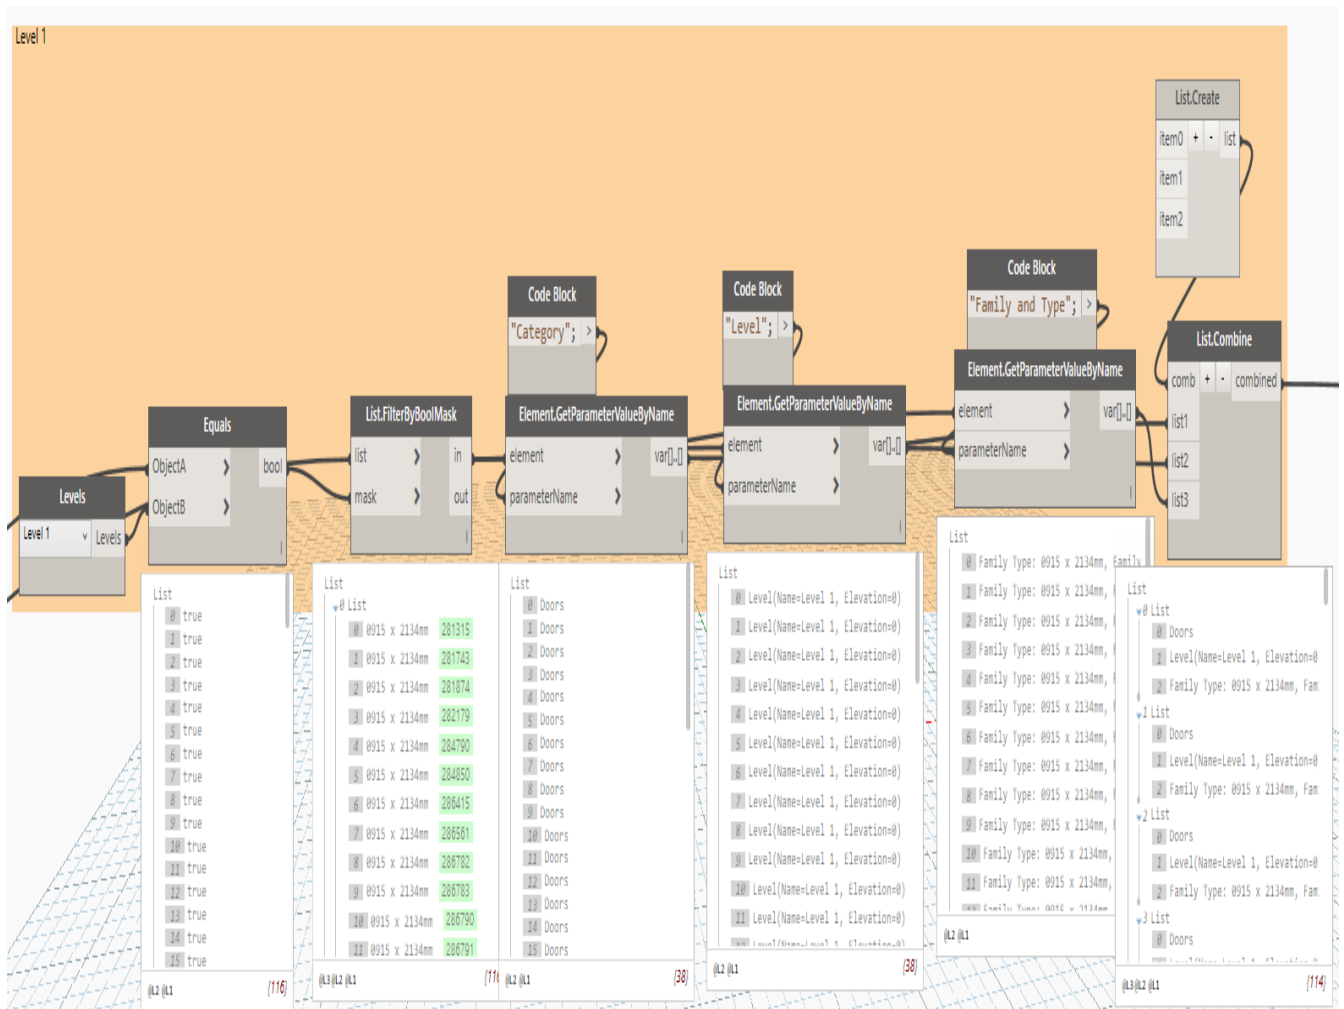 Level 1
List.Create
item0 + - list
item1
item2
Code Block
"Category"; >
Code Block
"Level"; >
Code Block
"Family and Type"; >
Levels
Level 1
Levels
Equals
ObjectA
bool
ObjectB
List.FilterByBoolMask
list
in
mask
out
Element.GetParameterValueByName
element
var[]..[]
parameterName
Element.GetParameterValueByName
element
var[]..[]
parameterName
Element.GetParameterValueByName
element
var[]..[]
parameterName
List.Combine
comb + - combined
list1
list2
list3
List
0 true
1 true
2 true
3 true
4 true
5 true
6 true
7 true
8 true
9 true
10 true
11 true
12 true
13 true
14 true
15 true
@L2 @L1
{116}
List
0 List
0 0915 x 2134mm 281315
1 0915 x 2134mm 281743
2 0915 x 2134mm 281874
3 0915 x 2134mm 282179
4 0915 x 2134mm 284790
5 0915 x 2134mm 284850
6 0915 x 2134mm 286415
7 0915 x 2134mm 286561
8 0915 x 2134mm 286782
9 0915 x 2134mm 286783
10 0915 x 2134mm 286790
11 0915 x 2134mm 286791
@L3 @L2 @L1
List
0 Doors
1 Doors
2 Doors
3 Doors
4 Doors
5 Doors
6 Doors
7 Doors
8 Doors
9 Doors
10 Doors
11 Doors
12 Doors
13 Doors
14 Doors
15 Doors
@L2 @L1
{38}
List
0 Level(Name=Level 1, Elevation=0)
1 Level(Name=Level 1, Elevation=0)
2 Level(Name=Level 1, Elevation=0)
3 Level(Name=Level 1, Elevation=0)
4 Level(Name=Level 1, Elevation=0)
5 Level(Name=Level 1, Elevation=0)
6 Level(Name=Level 1, Elevation=0)
7 Level(Name=Level 1, Elevation=0)
8 Level(Name=Level 1, Elevation=0)
9 Level(Name=Level 1, Elevation=0)
10 Level(Name=Level 1, Elevation=0)
11 Level(Name=Level 1, Elevation=0)
@L2 @L1
{38}
List
0 Family Type: 0915 x 2134mm, Family
1 Family Type: 0915 x 2134mm, F
2 Family Type: 0915 x 2134mm, F
3 Family Type: 0915 x 2134mm, F
4 Family Type: 0915 x 2134mm, F
5 Family Type: 0915 x 2134mm, F
6 Family Type: 0915 x 2134mm, F
7 Family Type: 0915 x 2134mm, F
8 Family Type: 0915 x 2134mm, F
9 Family Type: 0915 x 2134mm, F
10 Family Type: 0915 x 2134mm,
11 Family Type: 0915 x 2134mm,
@L2 @L1
List
0 List
0 Doors
1 Level(Name=Level 1, Elevation=0
2 Family Type: 0915 x 2134mm, Fam
1 List
0 Doors
1 Level(Name=Level 1, Elevation=0
2 Family Type: 0915 x 2134mm, Fam
2 List
0 Doors
1 Level(Name=Level 1, Elevation=0
2 Family Type: 0915 x 2134mm, Fam
3 List
0 Doors
@L3 @L2 @L1
{114}